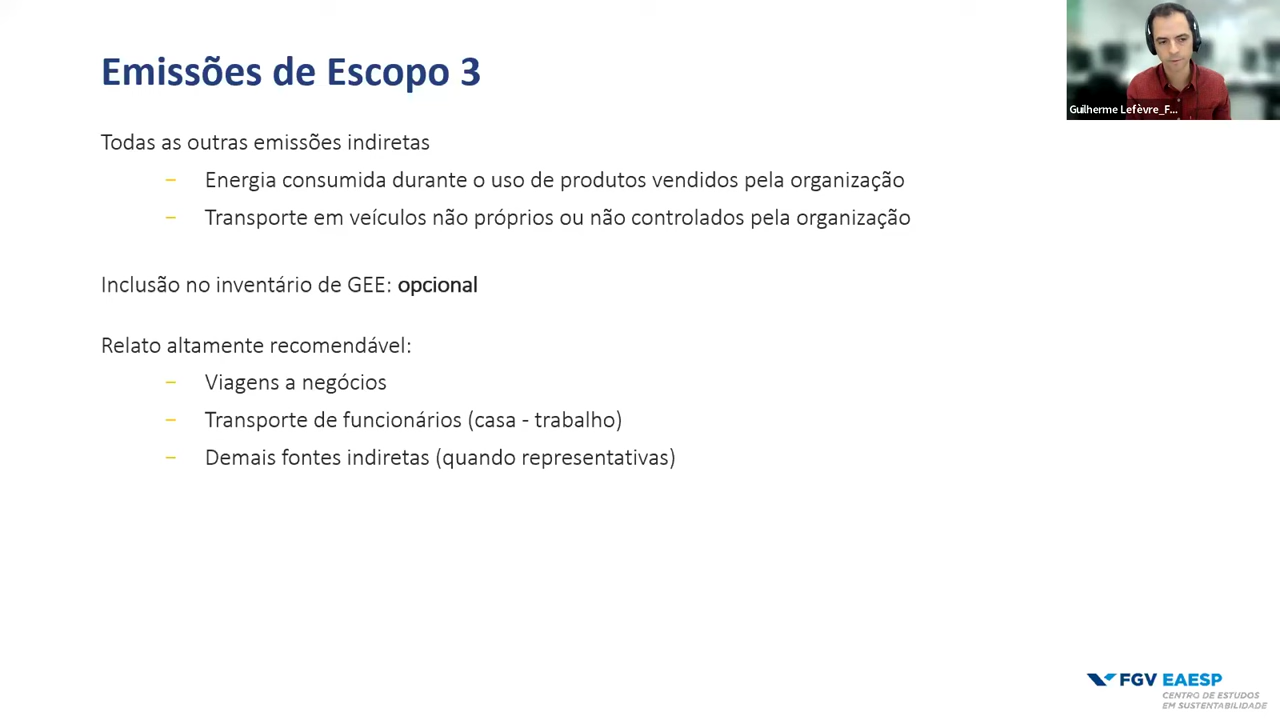 Emissões de Escopo 3
Todas as outras emissões indiretas
− Energia consumida durante o uso de produtos vendidos pela organização
− Transporte em veículos não próprios ou não controlados pela organização
Inclusão no inventário de GEE: opcional
Relato altamente recomendável:
− Viagens a negócios
− Transporte de funcionários (casa - trabalho)
− Demais fontes indiretas (quando representativas)
Guilherme Lefèvre_F...
FGV EAESP
CENTRO DE ESTUDOS
EM SUSTENTABILIDADE